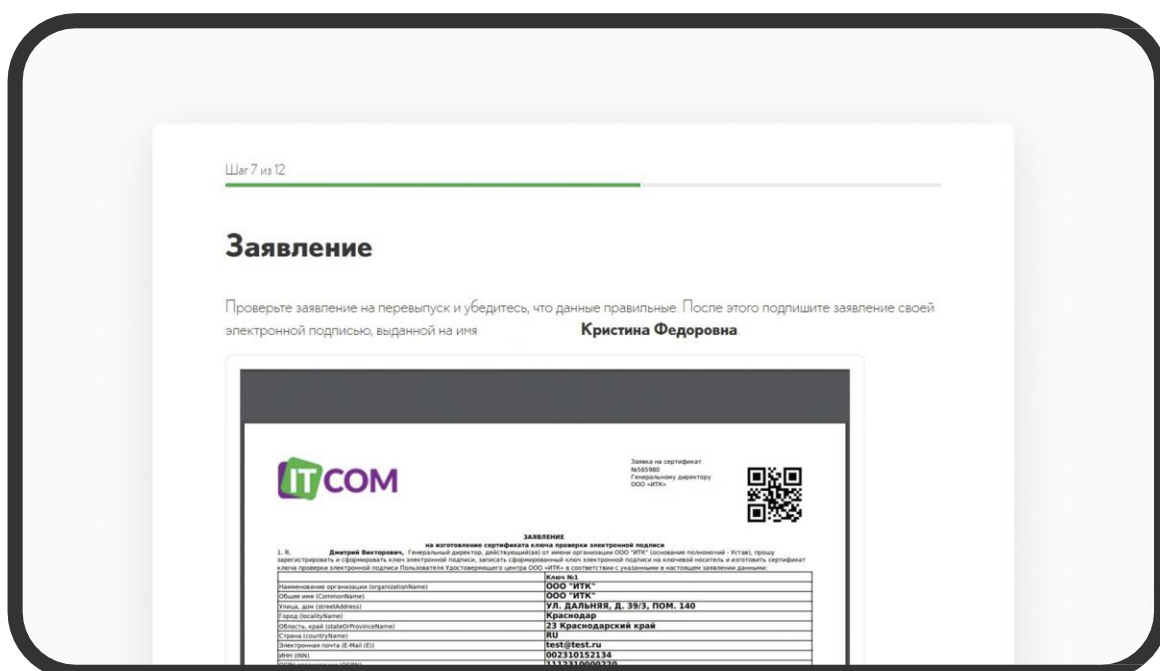 Шаг 7 из 12
Заявление
Проверьте заявление на перевыпуск и убедитесь, что данные правильные. После этого подпишите заявление своей
электронной подписью, выданной на имя Кристина Федоровна
ITCOM
Заявка на сертификат
№565980
Генеральному директору
ООО «ИТК»
ЗАЯВЛЕНИЕ
на изготовление сертификата ключа проверки электронной подписи
1. Я, Дмитрий Викторович, Генеральный директор, действующий(ая) от имени организации ООО "ИТК" (основание полномочий - Устав), прошу
зарегистрировать и сформировать ключ электронной подписи, записать сформированный ключ электронной подписи на ключевой носитель и изготовить сертификат
ключа проверки электронной подписи Пользователя Удостоверяющего центра ООО «ИТК» в соответствии с указанными в настоящем заявлении данными:
Ключ №1
Наименование организации (organizationName) ООО "ИТК"
Общее имя (CommonName) ООО "ИТК"
Улица, дом (streetAddress) УЛ. ДАЛЬНЯЯ, Д. 39/3, ПОМ. 140
Город (localityName) Краснодар
Область, край (stateOrProvinceName) 23 Краснодарский край
Страна (countryName) RU
Электронная почта (E-Mail (E)) test@test.ru
ИНН (INN) 002310152134